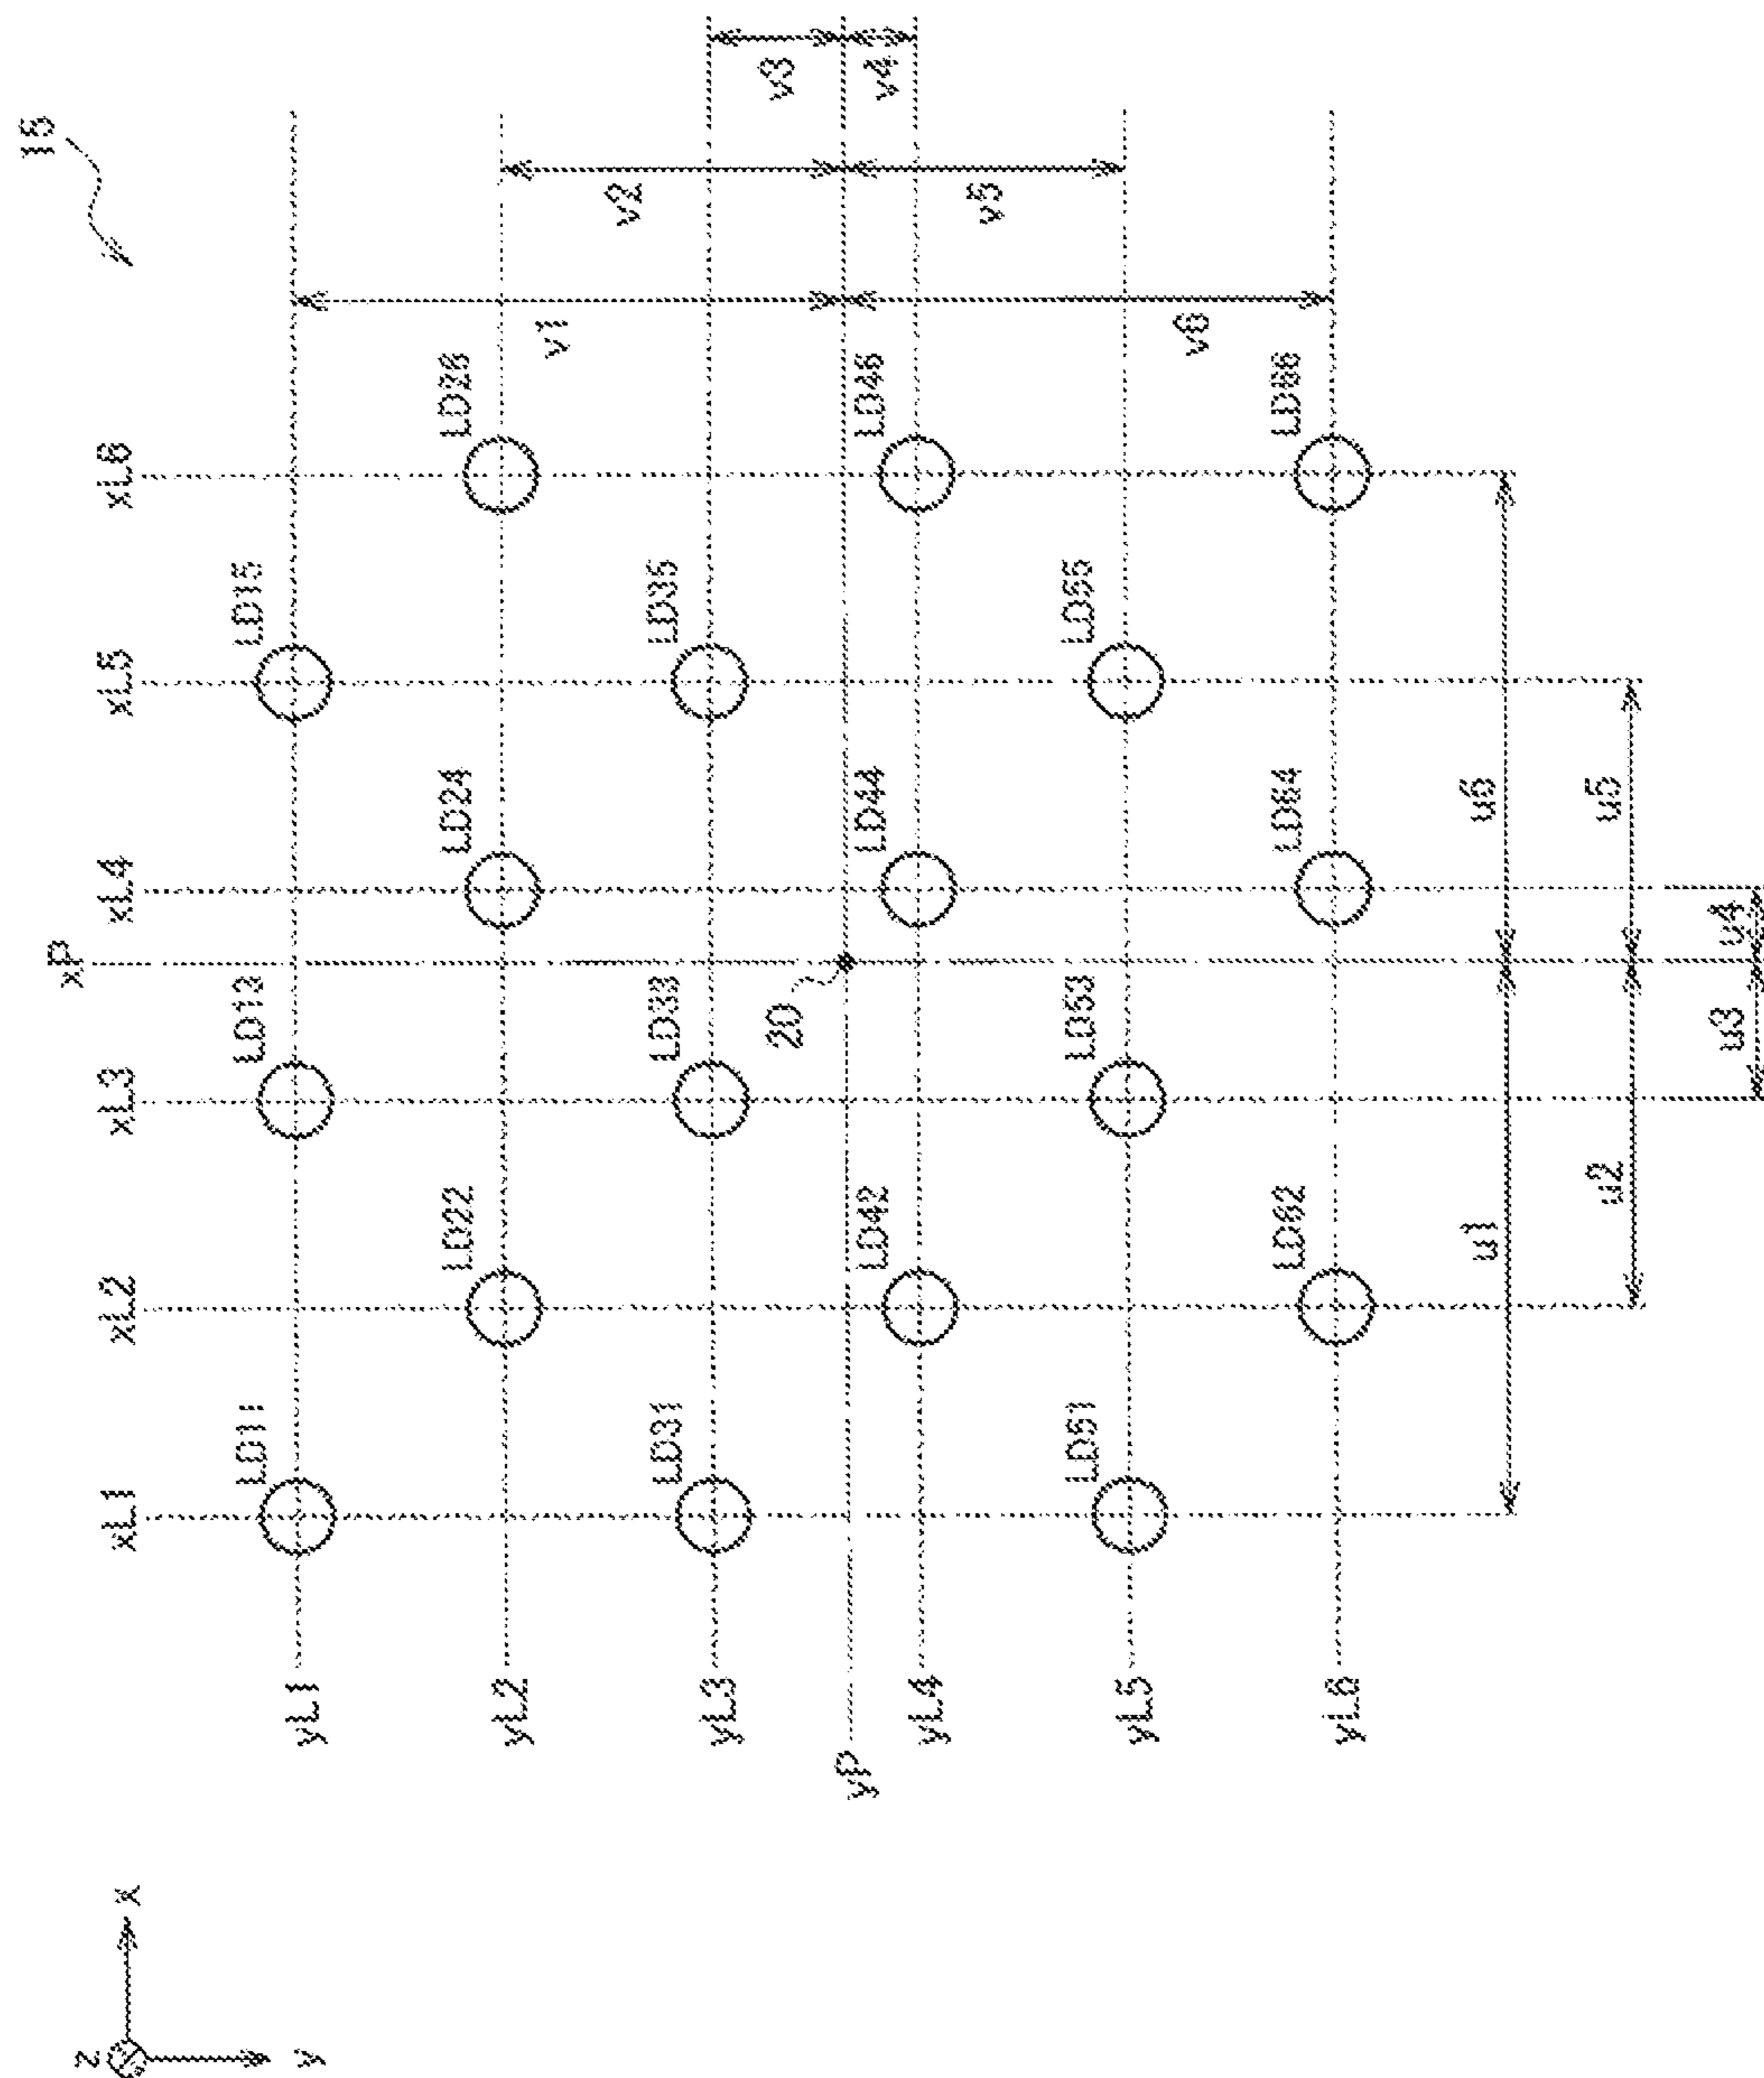 15
xP
xL1 xL2 xL3 xL4 xL5 xL6
yL1
LD11 LD13 LD15
yL2
LD22 LD24 LD26
yL3
LD31 LD33 LD35
yP
20
yL4
LD42 LD44 LD46
yL5
LD51 LD53 LD55
yL6
LD62 LD64 LD66
v1
v2
v3
v4
v5
v6
u1
u6
u2
u5
u3
u4
z
x
y